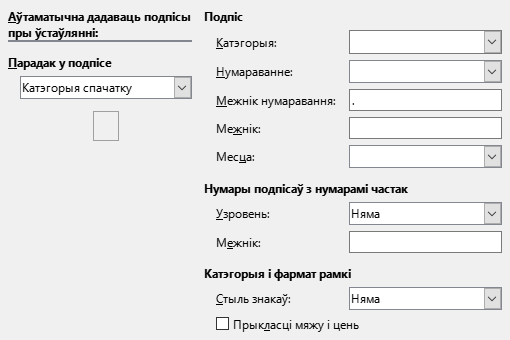 Аўтаматычна дадаваць подпісы
пры ўстаўлянні:
Парадак у подпісе
Катэгорыя спачатку
Подпіс
Катэгорыя:
Нумараванне:
Межнік нумаравання: .
Межнік:
Месца:
Нумары подпісаў з нумарамі частак
Узровень: Няма
Межнік:
Катэгорыя і фармат рамкі
Стыль знакаў: Няма
Прыкласці мяжу і цень